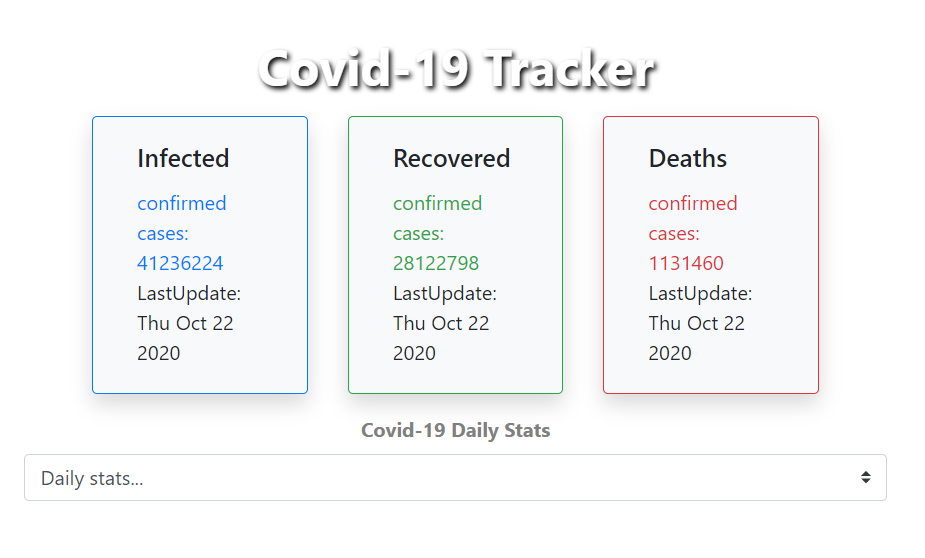 Covid-19 Tracker
Infected
confirmed
cases:
41236224
LastUpdate:
Thu Oct 22
2020
Recovered
confirmed
cases:
28122798
LastUpdate:
Thu Oct 22
2020
Deaths
confirmed
cases:
1131460
LastUpdate:
Thu Oct 22
2020
Covid-19 Daily Stats
Daily stats...